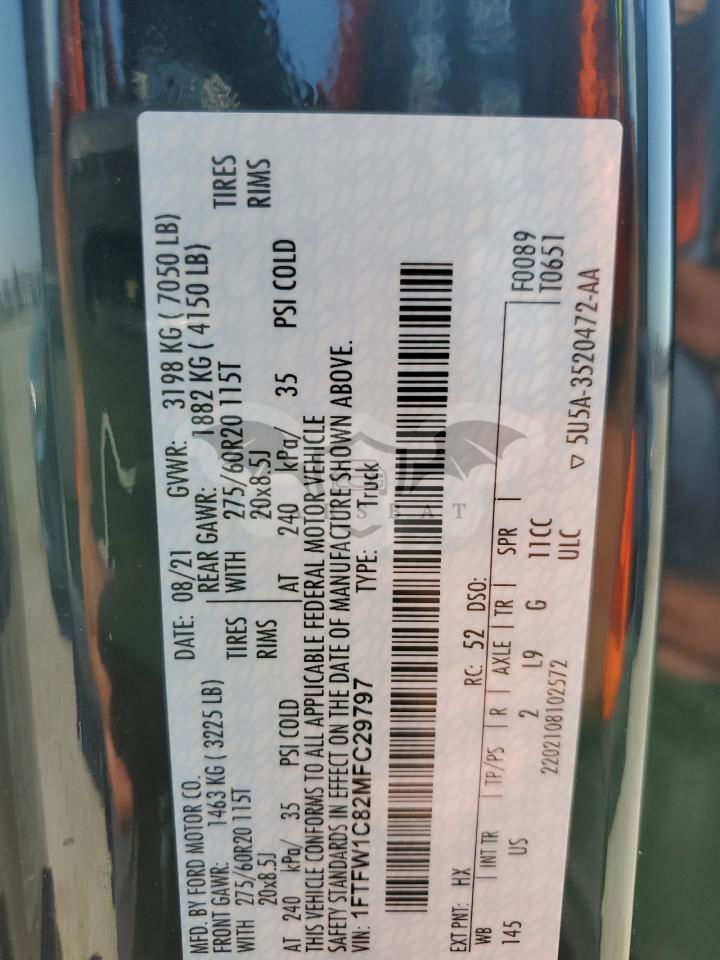 MFD. BY FORD MOTOR CO.
DATE: 08/21 GVWR: 3198 KG ( 7050 LB)
FRONT GAWR: 1463 KG ( 3225 LB) REAR GAWR: 1882 KG ( 4150 LB)
WITH 275/60R20 115T TIRES WITH 275/60R20 115T TIRES
20x8.5J RIMS 20x8.5J RIMS
AT 240 kPa/ 35 PSI COLD AT 240 kPa/ 35 PSI COLD
THIS VEHICLE CONFORMS TO ALL APPLICABLE FEDERAL MOTOR VEHICLE
SAFETY STANDARDS IN EFFECT ON THE DATE OF MANUFACTURE SHOWN ABOVE.
VIN: 1FTFW1C82MFC29797 TYPE: Truck
EXT PNT: HX RC: 52 DSO:
WB INT TR TP/PS R AXLE TR SPR F0089
145 US 2 L9 G 11CC T0651
ULC
2202108102572 ▽ 5U5A-3520472-AA